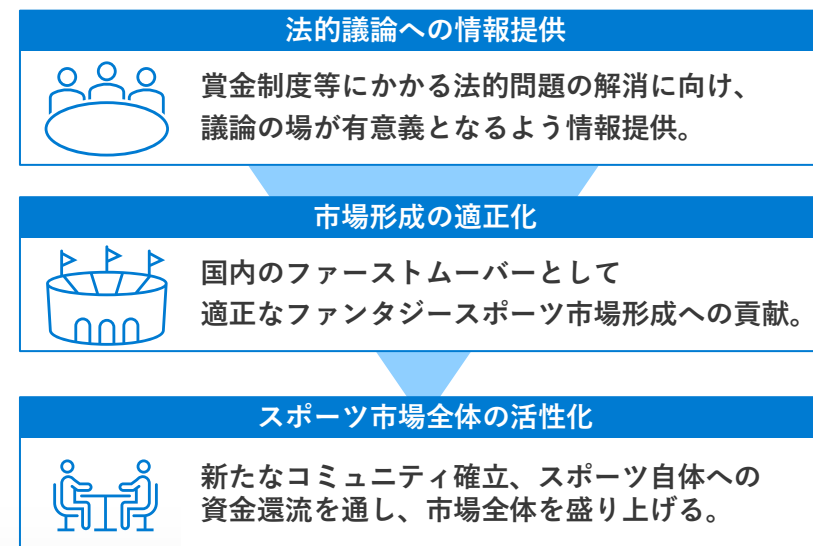 法的議論への情報提供
賞金制度等にかかる法的問題の解消に向け、
議論の場が有意義となるよう情報提供。
市場形成の適正化
国内のファーストムーバーとして
適正なファンタジースポーツ市場形成への貢献。
スポーツ市場全体の活性化
新たなコミュニティ確立、スポーツ自体への
資金還流を通し、市場全体を盛り上げる。